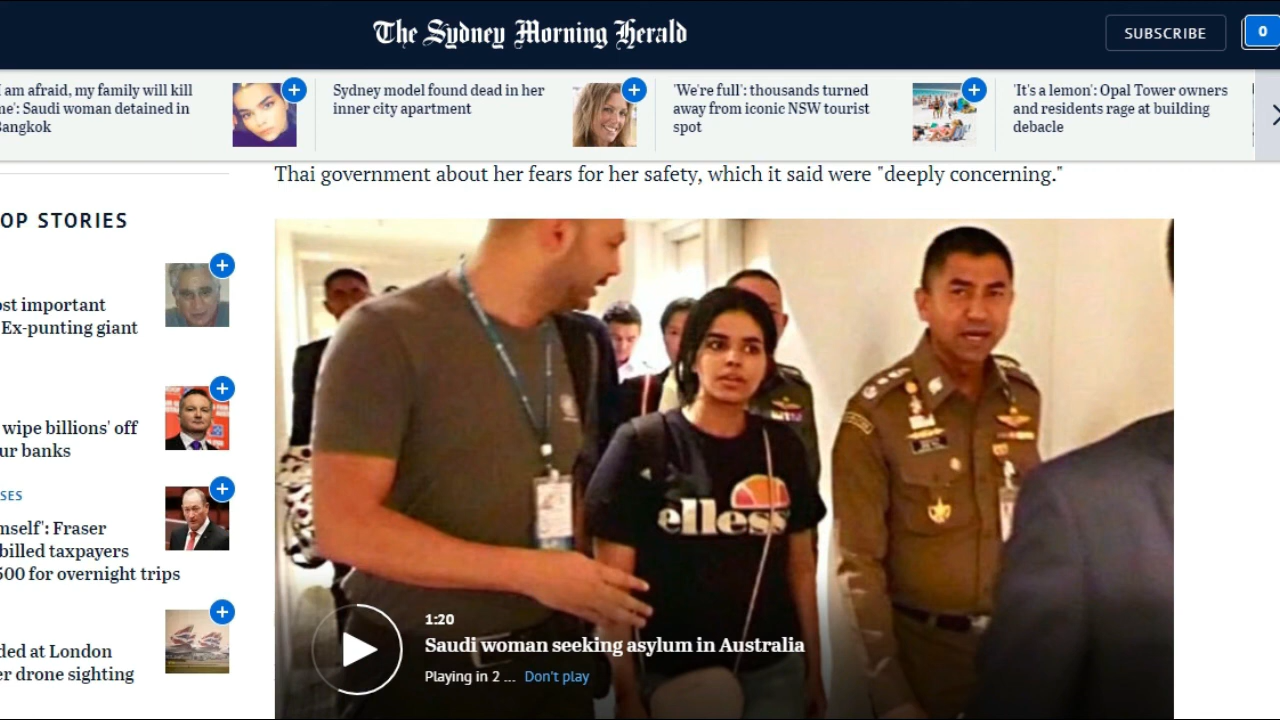 The Sydney Morning Herald
SUBSCRIBE
0
I am afraid, my family will kill
me': Saudi woman detained in
Bangkok
Sydney model found dead in her
inner city apartment
'We're full': thousands turned
away from iconic NSW tourist
spot
'It's a lemon': Opal Tower owners
and residents rage at building
debacle
Thai government about her fears for her safety, which it said were "deeply concerning."
OP STORIES
ost important
Ex-punting giant
wipe billions' off
ur banks
SES
mself': Fraser
billed taxpayers
500 for overnight trips
ded at London
er drone sighting
ellesse
1:20
Saudi woman seeking asylum in Australia
Playing in 2 ... Don't play